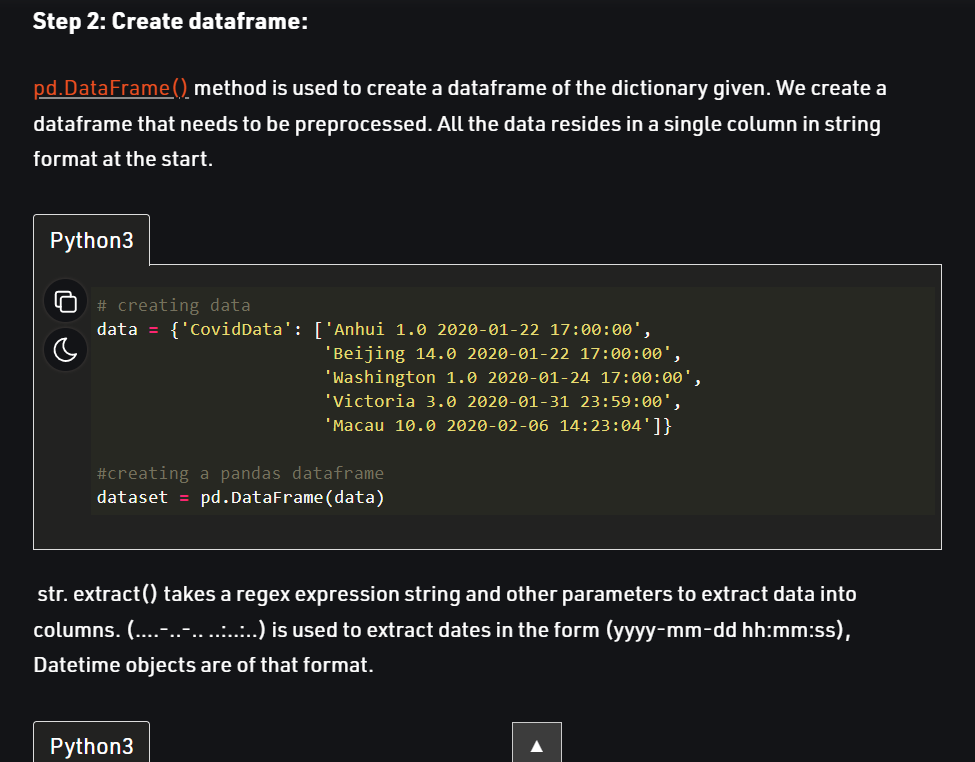 Step 2: Create dataframe:
pd.DataFrame() method is used to create a dataframe of the dictionary given. We create a
dataframe that needs to be preprocessed. All the data resides in a single column in string
format at the start.
Python3
# creating data
data = {'CovidData': ['Anhui 1.0 2020-01-22 17:00:00',
'Beijing 14.0 2020-01-22 17:00:00',
'Washington 1.0 2020-01-24 17:00:00',
'Victoria 3.0 2020-01-31 23:59:00',
'Macau 10.0 2020-02-06 14:23:04']}
#creating a pandas dataframe
dataset = pd.DataFrame(data)
str. extract() takes a regex expression string and other parameters to extract data into
columns. (....-..-.. ..:..:..) is used to extract dates in the form (yyyy-mm-dd hh:mm:ss),
Datetime objects are of that format.
Python3